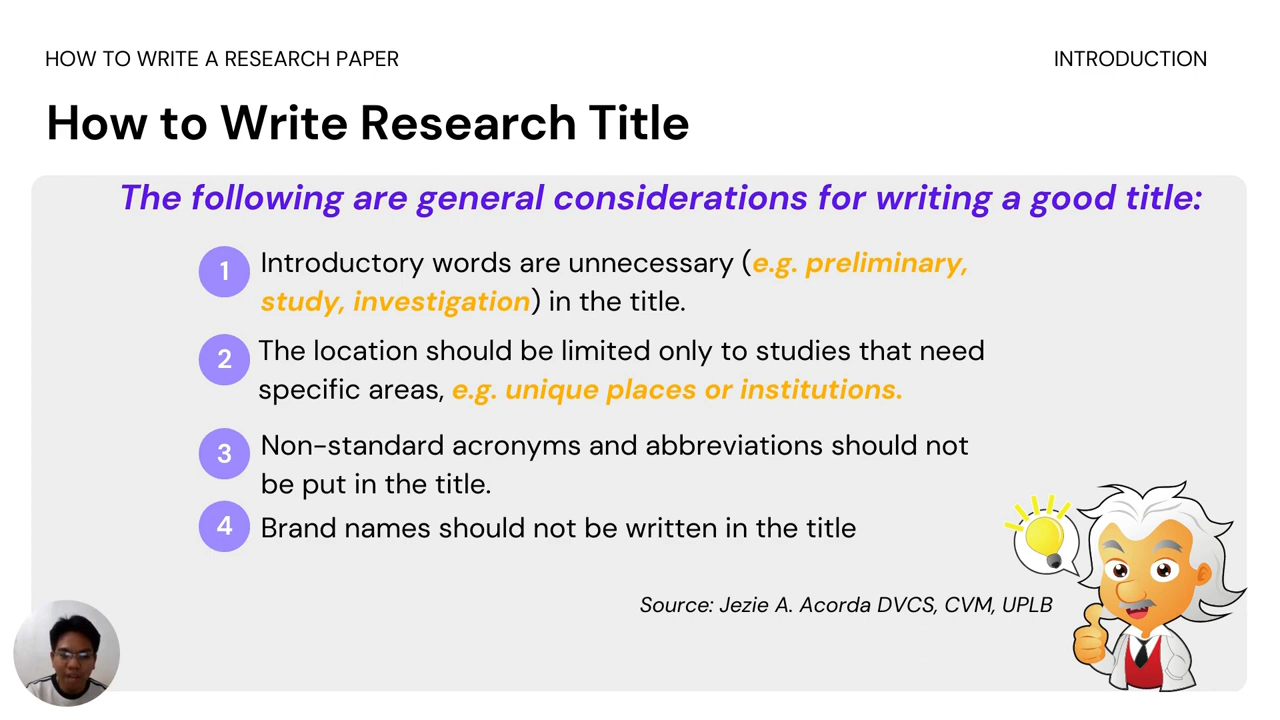 HOW TO WRITE A RESEARCH PAPER
INTRODUCTION
How to Write Research Title
The following are general considerations for writing a good title:
1 Introductory words are unnecessary (e.g. preliminary,
study, investigation) in the title.
2 The location should be limited only to studies that need
specific areas, e.g. unique places or institutions.
3 Non-standard acronyms and abbreviations should not
be put in the title.
4 Brand names should not be written in the title
Source: Jezie A. Acorda DVCS, CVM, UPLB